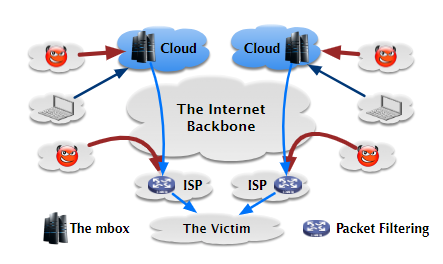 Cloud
Cloud
The Internet
Backbone
ISP
ISP
The mbox
The Victim
Packet Filtering